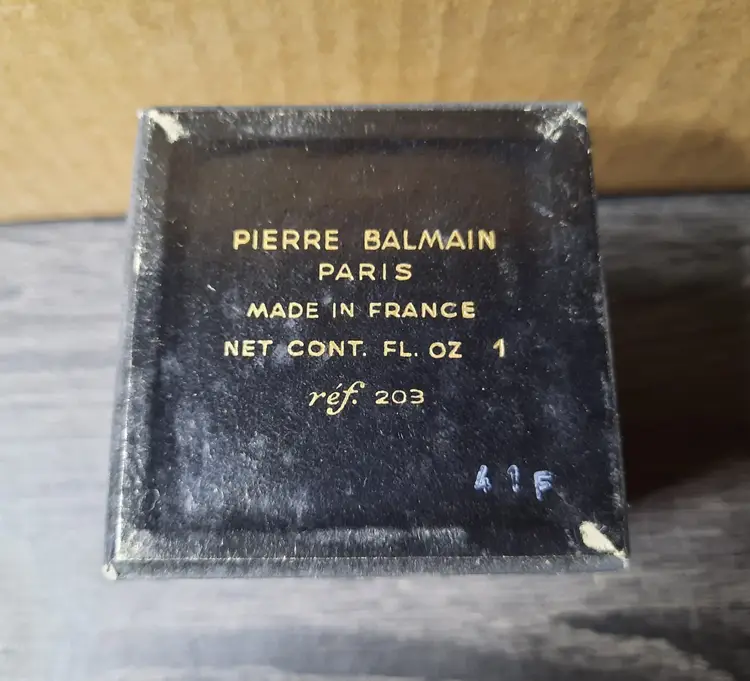 PIERRE BALMAIN
PARIS
MADE IN FRANCE
NET CONT. FL. OZ 1
réf. 203
41F